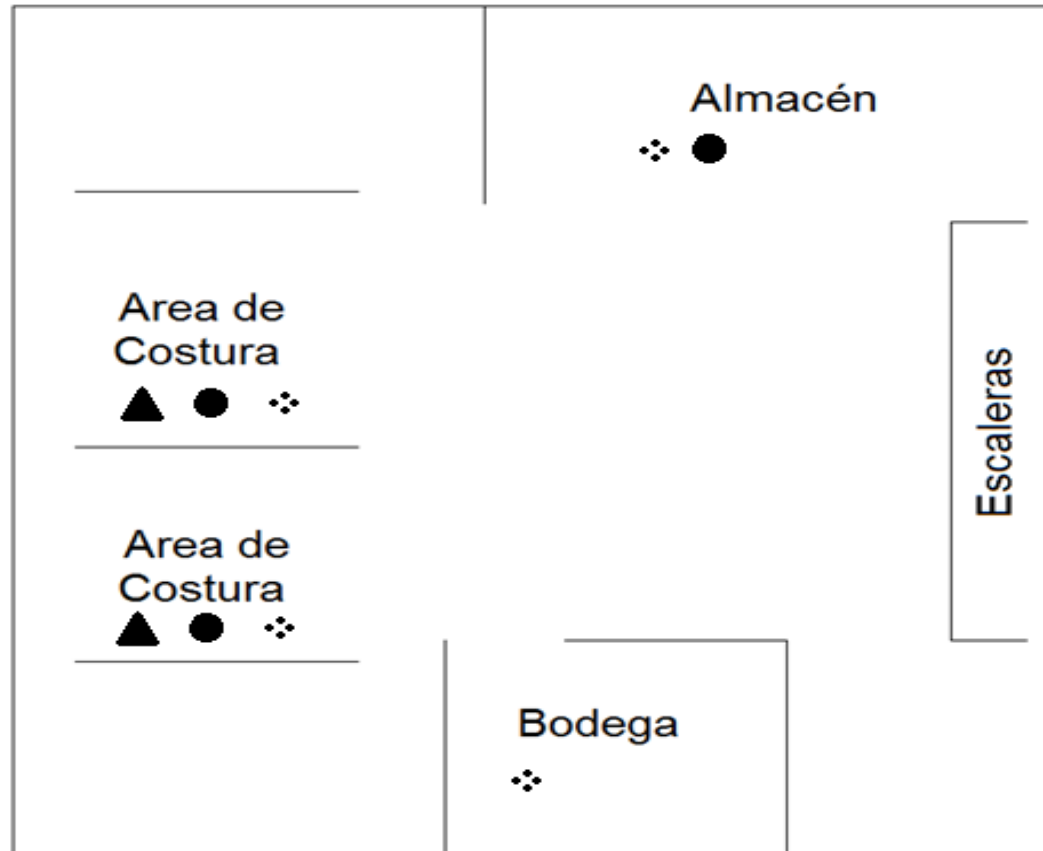 Almacén
Area de
Costura
Escaleras
Area de
Costura
Bodega